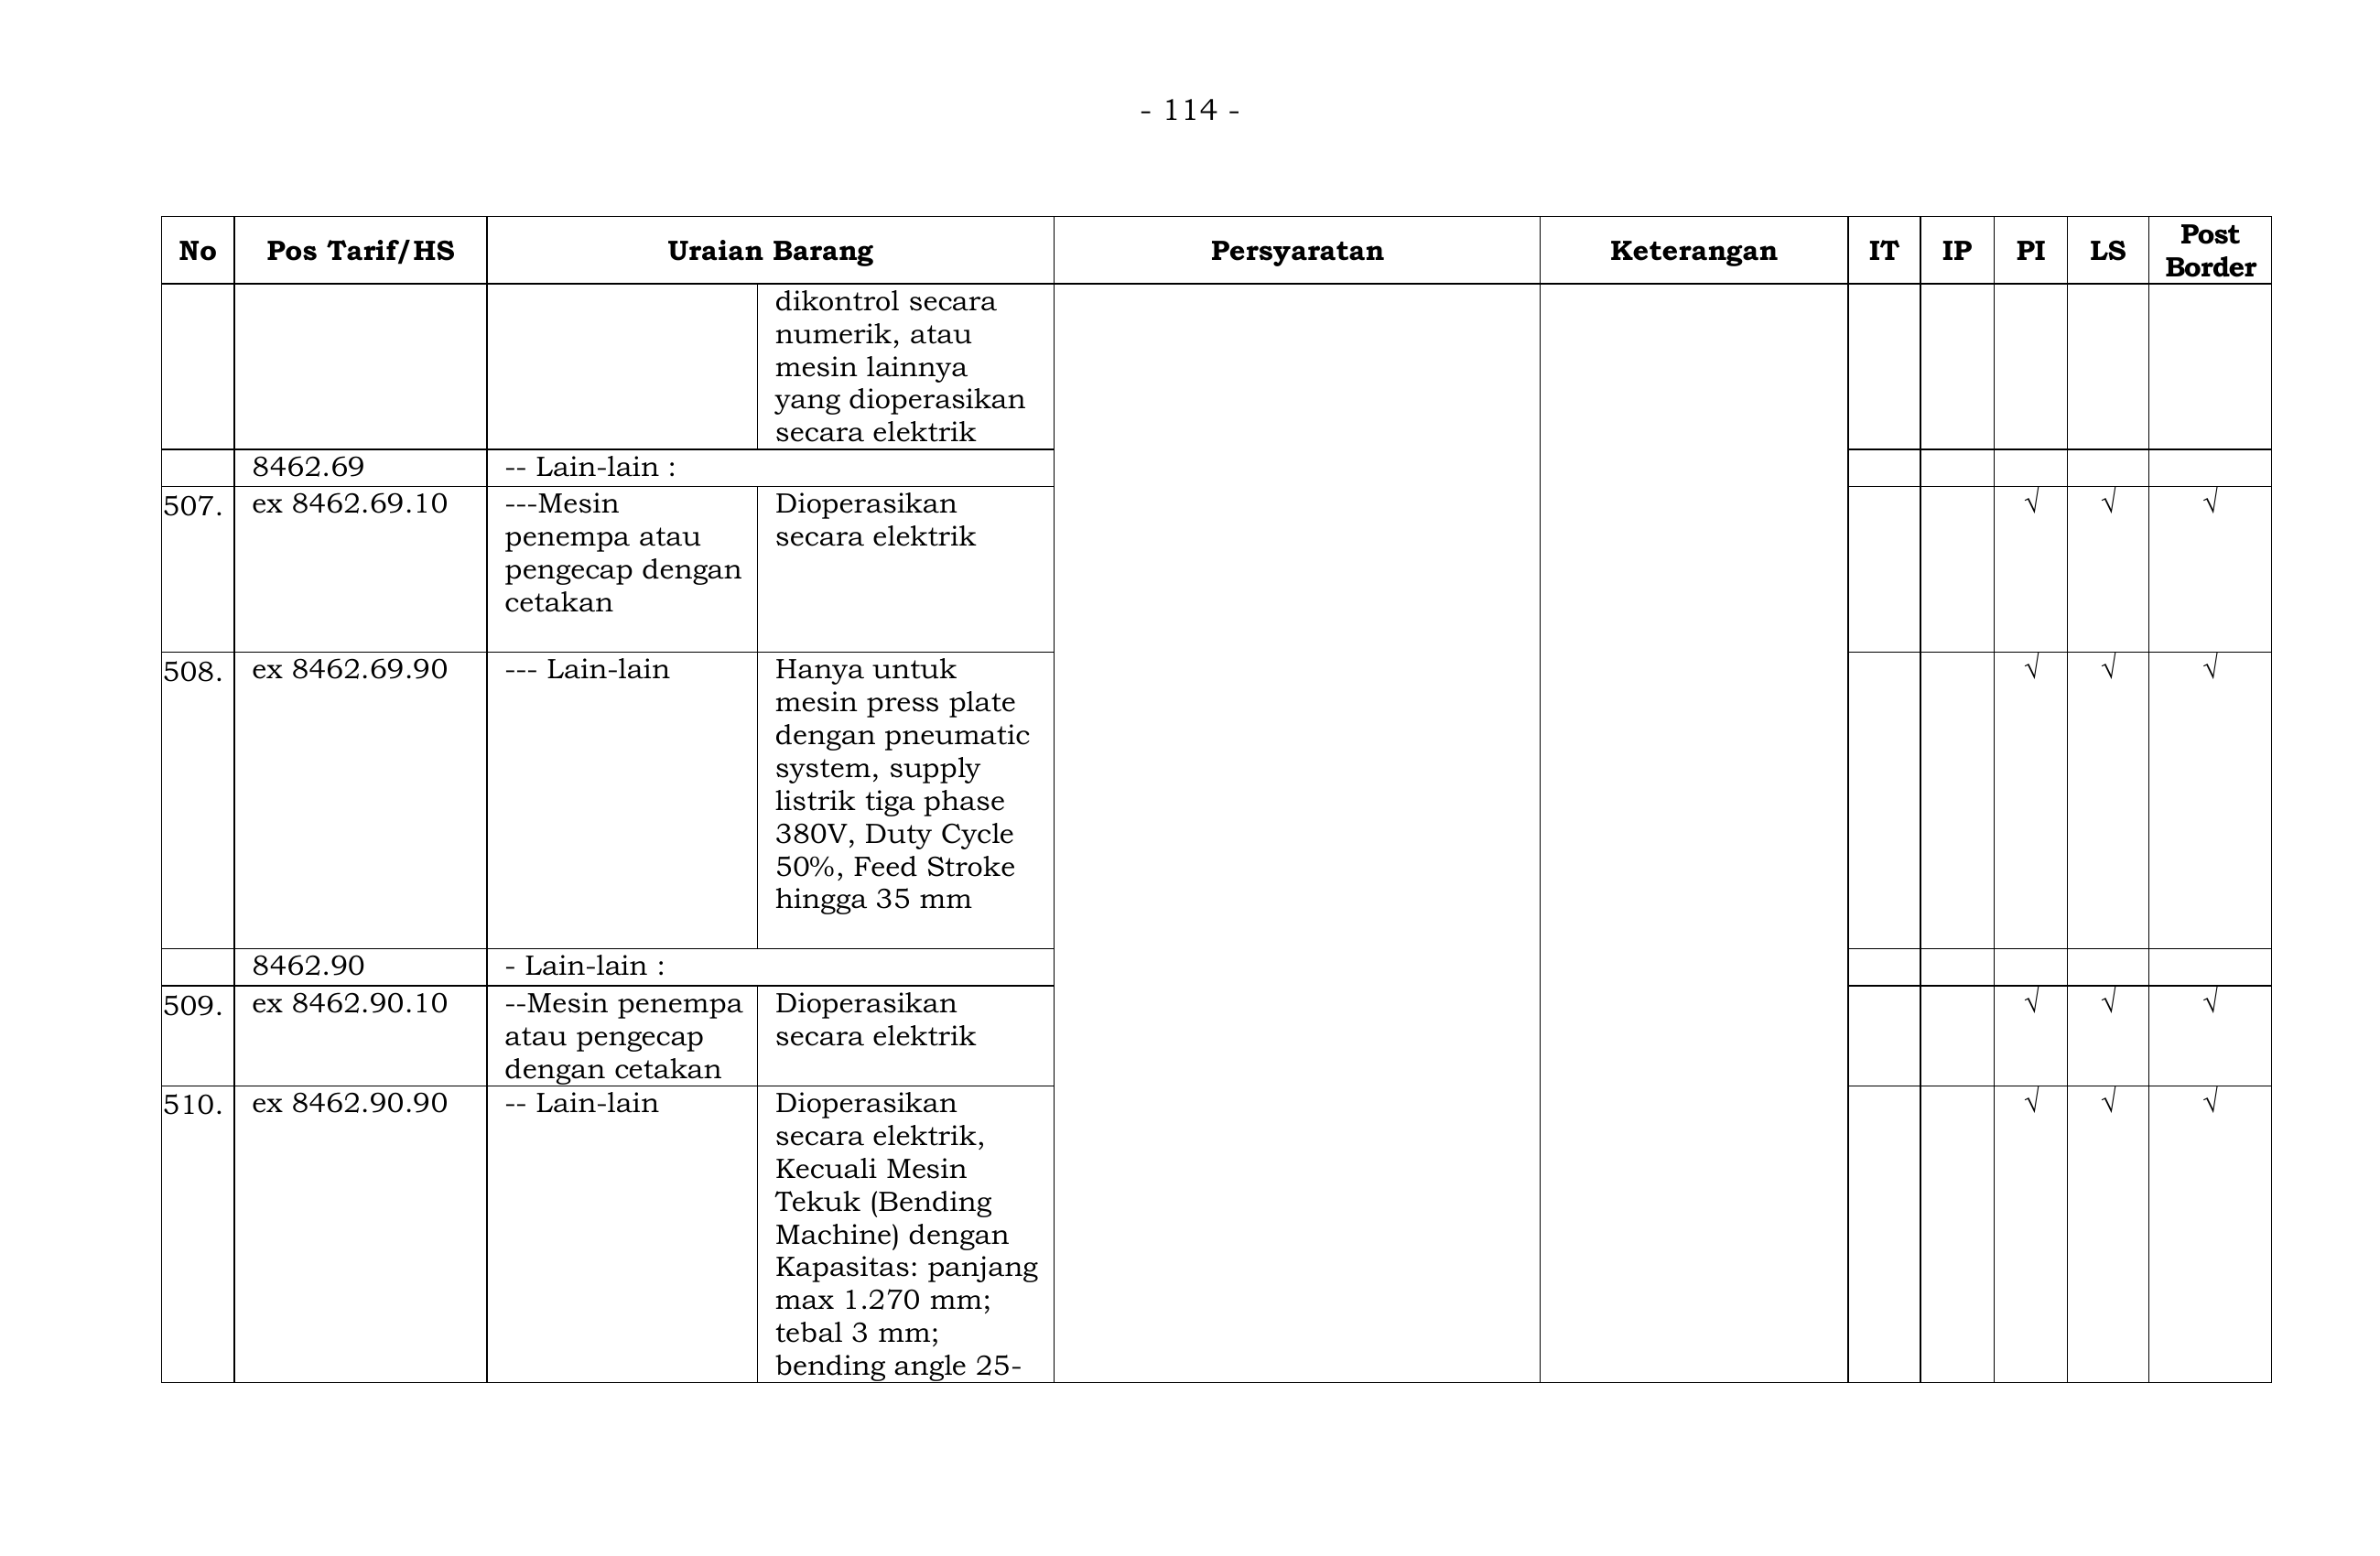 - 114 -
No Pos Tarif/HS Uraian Barang Persyaratan Keterangan IT IP PI LS Post Border
dikontrol secara
numerik, atau
mesin lainnya
yang dioperasikan
secara elektrik
8462.69 -- Lain-lain :
507. ex 8462.69.10 ---Mesin Dioperasikan √ √ √
penempa atau secara elektrik
pengecap dengan
cetakan
508. ex 8462.69.90 --- Lain-lain Hanya untuk √ √ √
mesin press plate
dengan pneumatic
system, supply
listrik tiga phase
380V, Duty Cycle
50%, Feed Stroke
hingga 35 mm
8462.90 - Lain-lain :
509. ex 8462.90.10 --Mesin penempa Dioperasikan √ √ √
atau pengecap secara elektrik
dengan cetakan
510. ex 8462.90.90 -- Lain-lain Dioperasikan √ √ √
secara elektrik,
Kecuali Mesin
Tekuk (Bending
Machine) dengan
Kapasitas: panjang
max 1.270 mm;
tebal 3 mm;
bending angle 25-